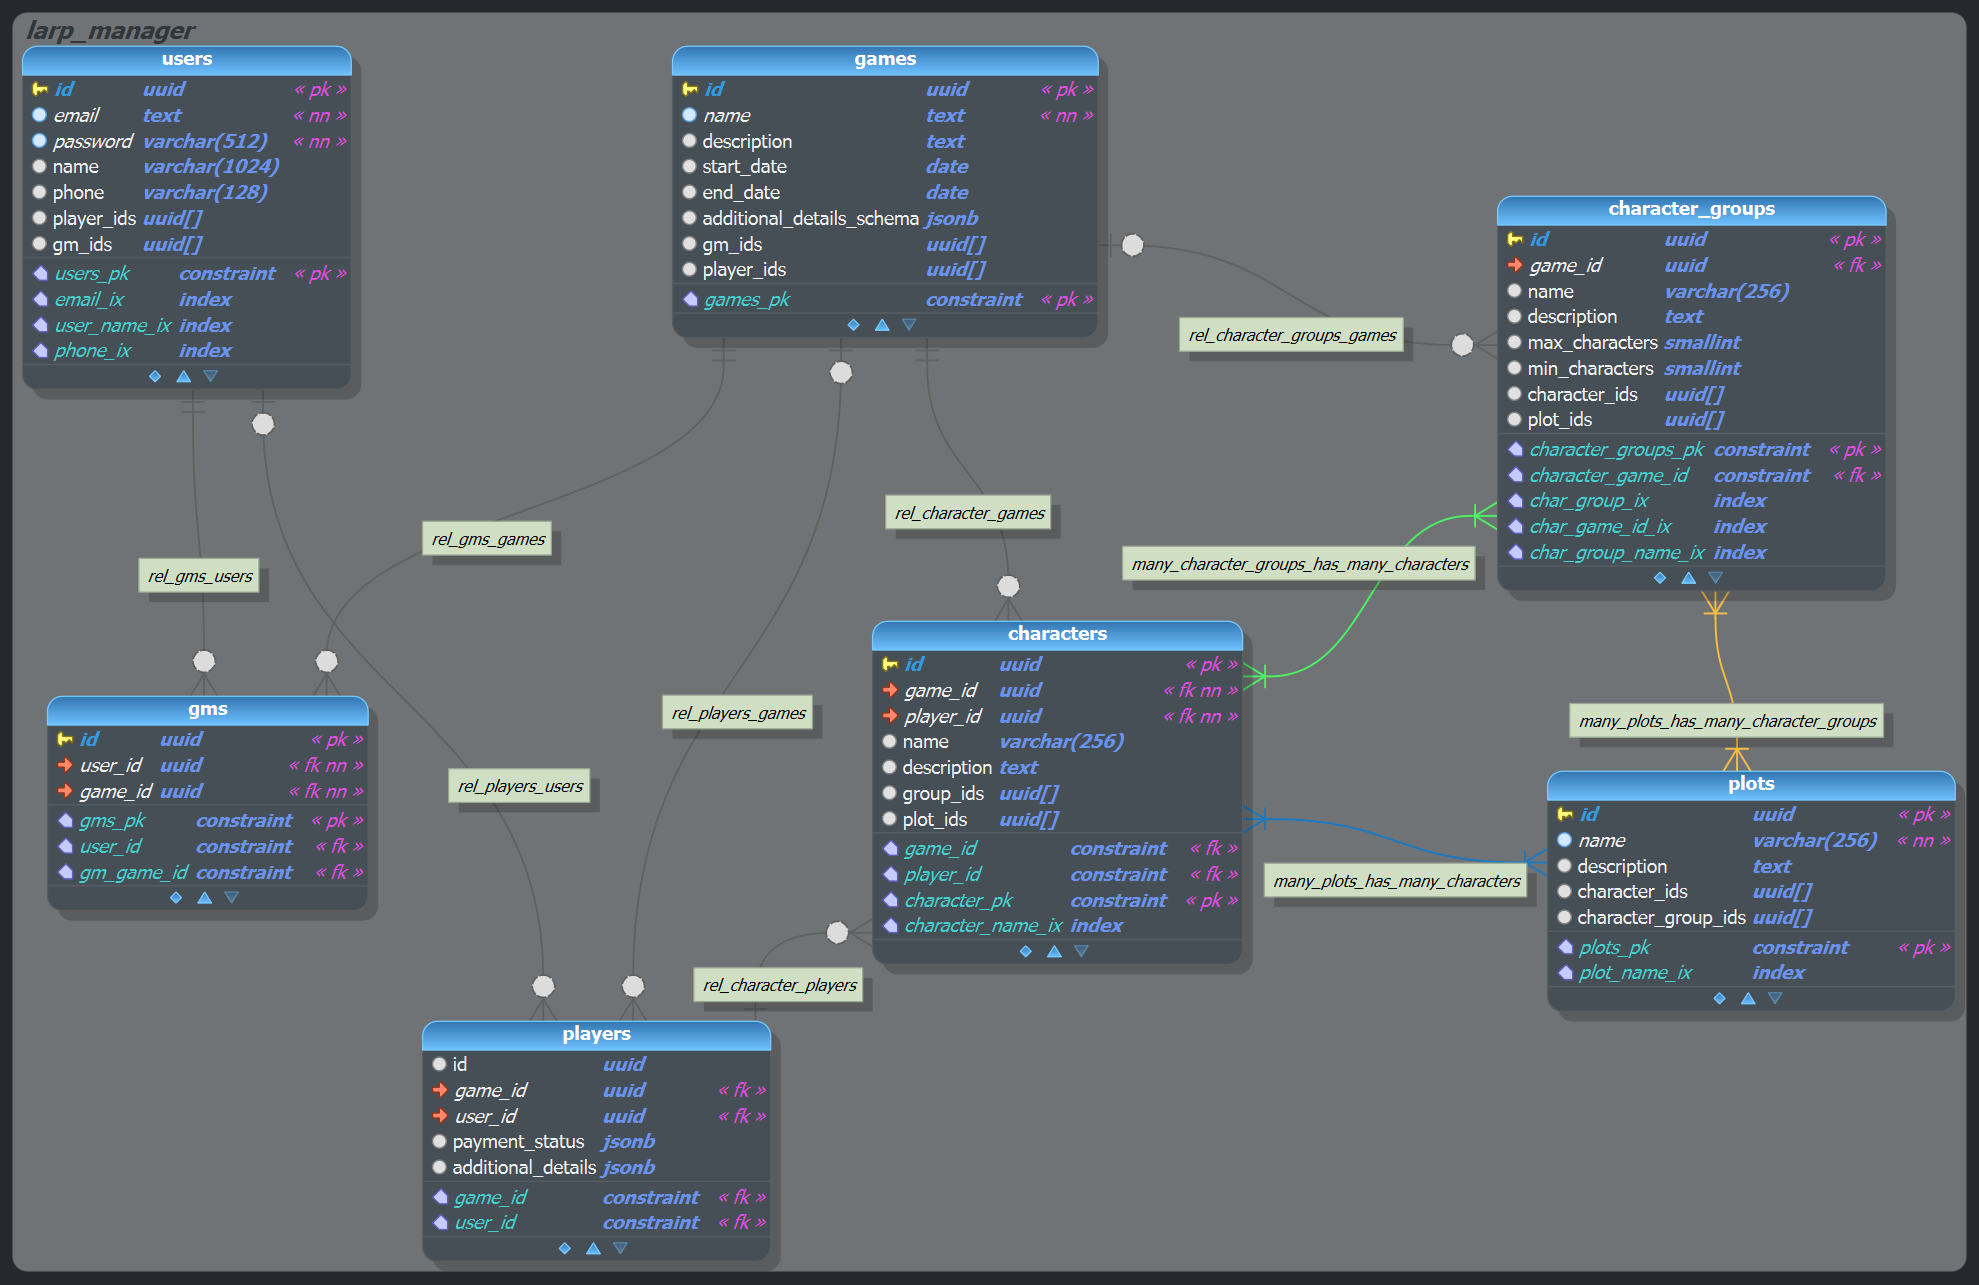 larp_manager
users
id uuid « pk »
email text « nn »
password varchar(512) « nn »
name varchar(1024)
phone varchar(128)
player_ids uuid[]
gm_ids uuid[]
users_pk constraint « pk »
email_ix index
user_name_ix index
phone_ix index
games
id uuid « pk »
name text « nn »
description text
start_date date
end_date date
additional_details_schema jsonb
gm_ids uuid[]
player_ids uuid[]
games_pk constraint « pk »
character_groups
id uuid « pk »
game_id uuid « fk »
name varchar(256)
description text
max_characters smallint
min_characters smallint
character_ids uuid[]
plot_ids uuid[]
character_groups_pk constraint « pk »
character_game_id constraint « fk »
char_group_ix index
char_game_id_ix index
char_group_name_ix index
rel_character_groups_games
rel_character_games
rel_gms_games
many_character_groups_has_many_characters
rel_gms_users
characters
id uuid « pk »
game_id uuid « fk nn »
player_id uuid « fk nn »
name varchar(256)
description text
group_ids uuid[]
plot_ids uuid[]
game_id constraint « fk »
player_id constraint « fk »
character_pk constraint « pk »
character_name_ix index
gms
id uuid « pk »
user_id uuid « fk nn »
game_id uuid « fk nn »
gms_pk constraint « pk »
user_id constraint « fk »
gm_game_id constraint « fk »
rel_players_games
many_plots_has_many_character_groups
rel_players_users
plots
id uuid « pk »
name varchar(256) « nn »
description text
character_ids uuid[]
character_group_ids uuid[]
plots_pk constraint « pk »
plot_name_ix index
many_plots_has_many_characters
rel_character_players
players
id uuid
game_id uuid « fk »
user_id uuid « fk »
payment_status jsonb
additional_details jsonb
game_id constraint « fk »
user_id constraint « fk »